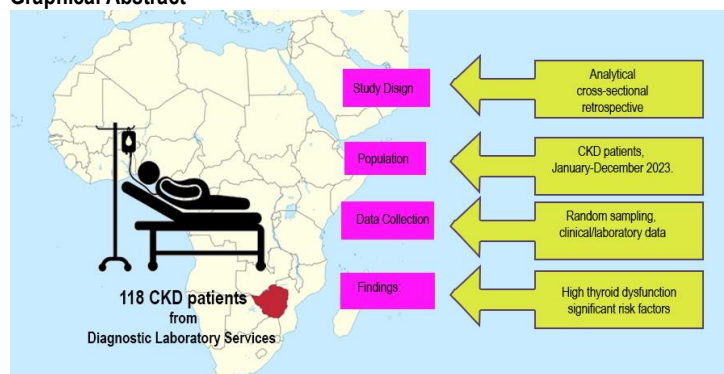 Graphical Abstract
Study Disign
Analytical
cross-sectional
retrospective
Population
CKD patients,
January-December 2023.
Data Collection
Random sampling,
clinical/laboratory data
Findings:
High thyroid dysfunction
significant risk factors
118 CKD patients
from
Diagnostic Laboratory Services